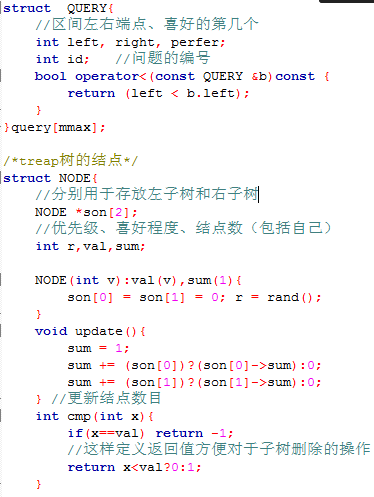 struct  QUERY{
    //区间左右端点、喜好的第几个
    int left, right, perfer;
    int id;   //问题的编号
    bool operator<(const QUERY &b)const {
        return (left < b.left);
    }
}query[mmax];

/*treap树的结点*/
struct NODE{
    //分别用于存放左子树和右子树
    NODE *son[2];
    //优先级、喜好程度、结点数（包括自己）
    int r,val,sum;

    NODE(int v):val(v),sum(1){
        son[0] = son[1] = 0; r = rand();
    }
    void update(){
        sum = 1;
        sum += (son[0])?(son[0]->sum):0;
        sum += (son[1])?(son[1]->sum):0;
    } //更新结点数目
    int cmp(int x){
        if(x==val) return -1;
        //这样定义返回值方便对于子树删除的操作
        return x<val?0:1;
    }